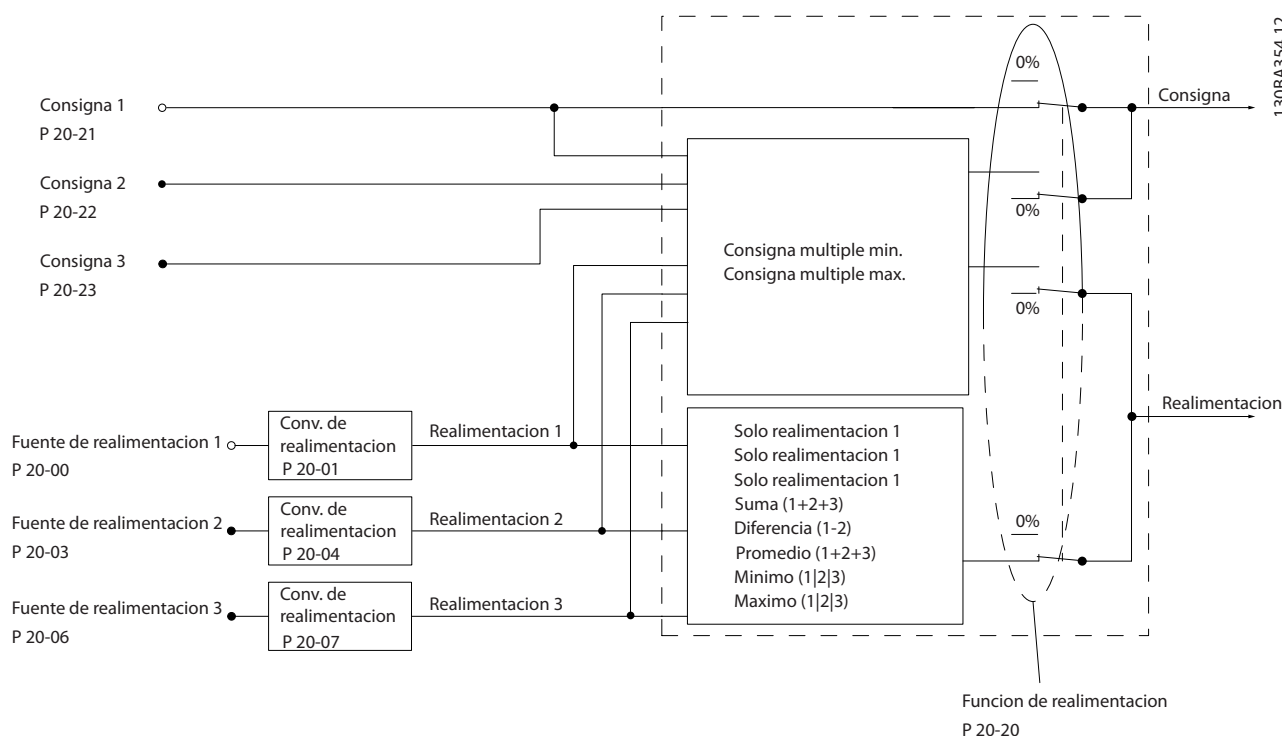 130BA354.12
0%
Consigna 1
P 20-21
Consigna
Consigna 2
P 20-22
0%
Consigna 3
P 20-23
Consigna multiple min.
Consigna multiple max.
0%
Realimentacion
Fuente de realimentacion 1
P 20-00
Conv. de
realimentacion
P 20-01
Realimentacion 1
Fuente de realimentacion 2
P 20-03
Conv. de
realimentacion
P 20-04
Realimentacion 2
Fuente de realimentacion 3
P 20-06
Conv. de
realimentacion
P 20-07
Realimentacion 3
Solo realimentacion 1
Solo realimentacion 1
Solo realimentacion 1
Suma (1+2+3)
Diferencia (1-2)
Promedio (1+2+3)
Minimo (1|2|3)
Maximo (1|2|3)
0%
Funcion de realimentacion
P 20-20